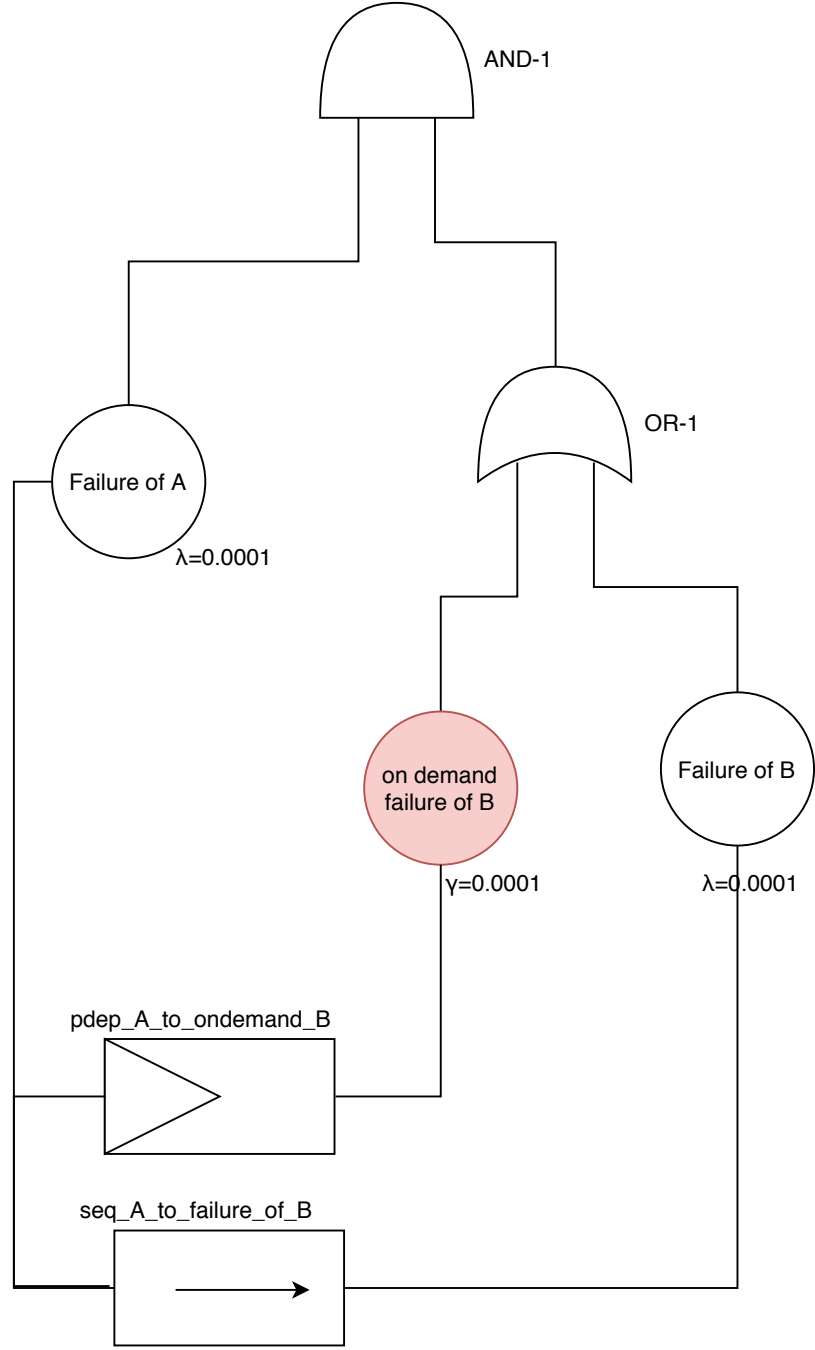 AND-1
OR-1
Failure of A
λ=0.0001
on demand
failure of B
Failure of B
γ=0.0001
λ=0.0001
pdep_A_to_ondemand_B
seq_A_to_failure_of_B